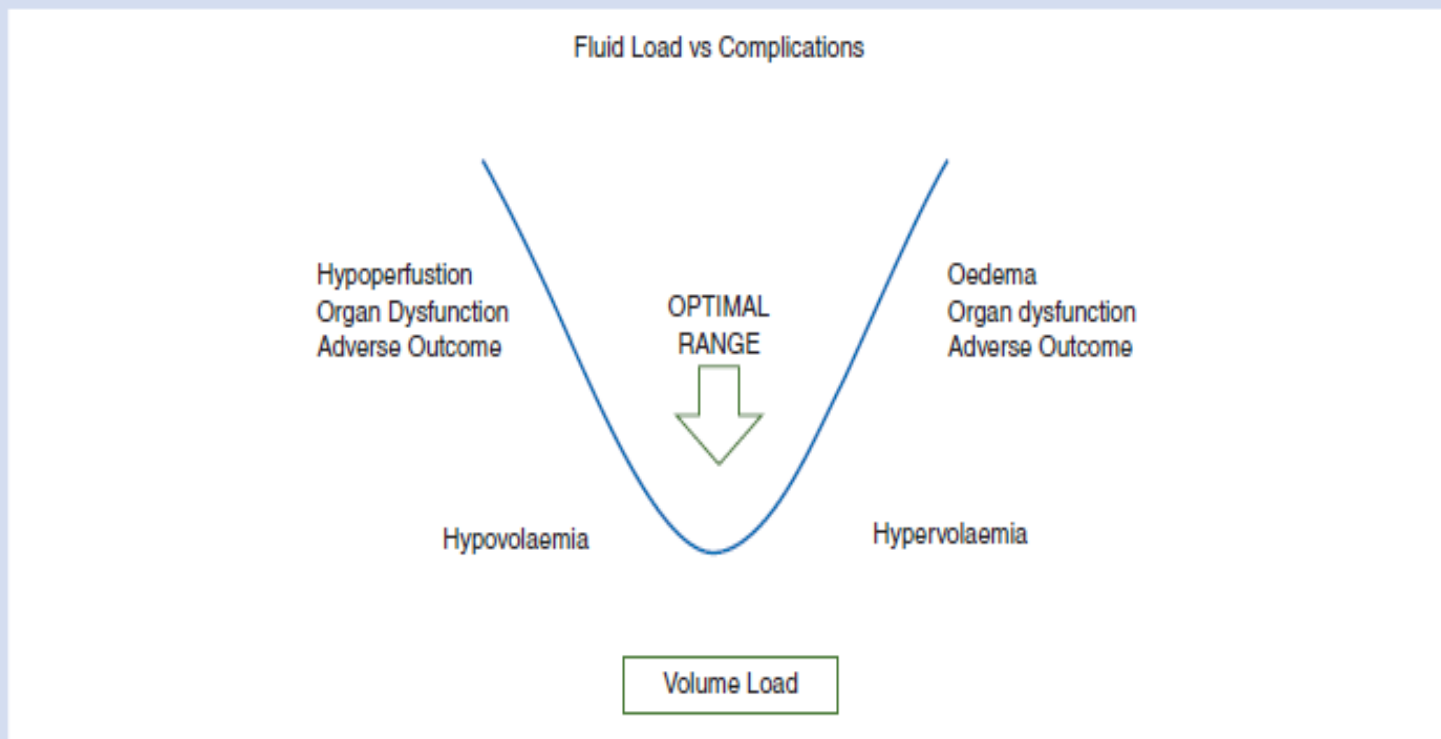 Fluid Load vs Complications
Hypoperfustion
Organ Dysfunction
Adverse Outcome
OPTIMAL
RANGE
Oedema
Organ dysfunction
Adverse Outcome
Hypovolaemia
Hypervolaemia
Volume Load